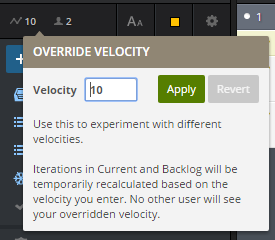 10 2 AA 1
OVERRIDE VELOCITY
Velocity 10 Apply Revert
Use this to experiment with different
velocities.
Iterations in Current and Backlog will be
temporarily recalculated based on the
velocity you enter. No other user will see
your overridden velocity.